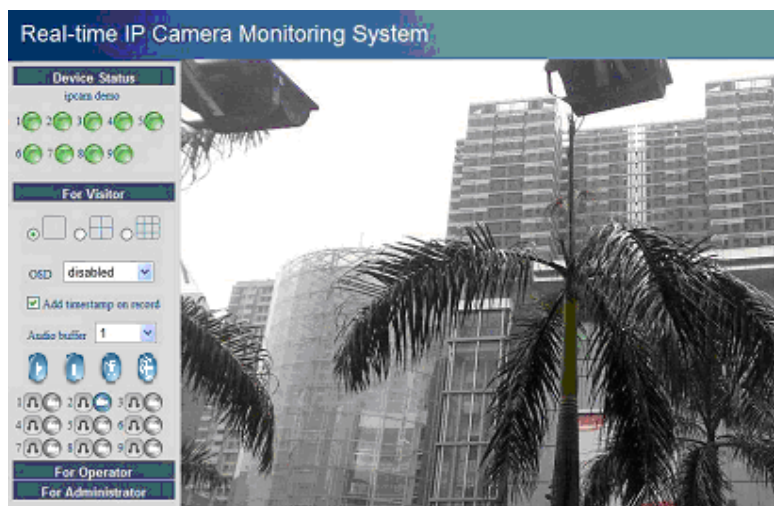 Real-time IP Camera Monitoring System
Device Status
ipcam demo
1 2 3 4 5
6 7 8 9
For Visitor
OSD disabled
Add timestamp on record
Audio buffer 1
1 2 3
4 5 6
7 8 9
For Operator
For Administrator